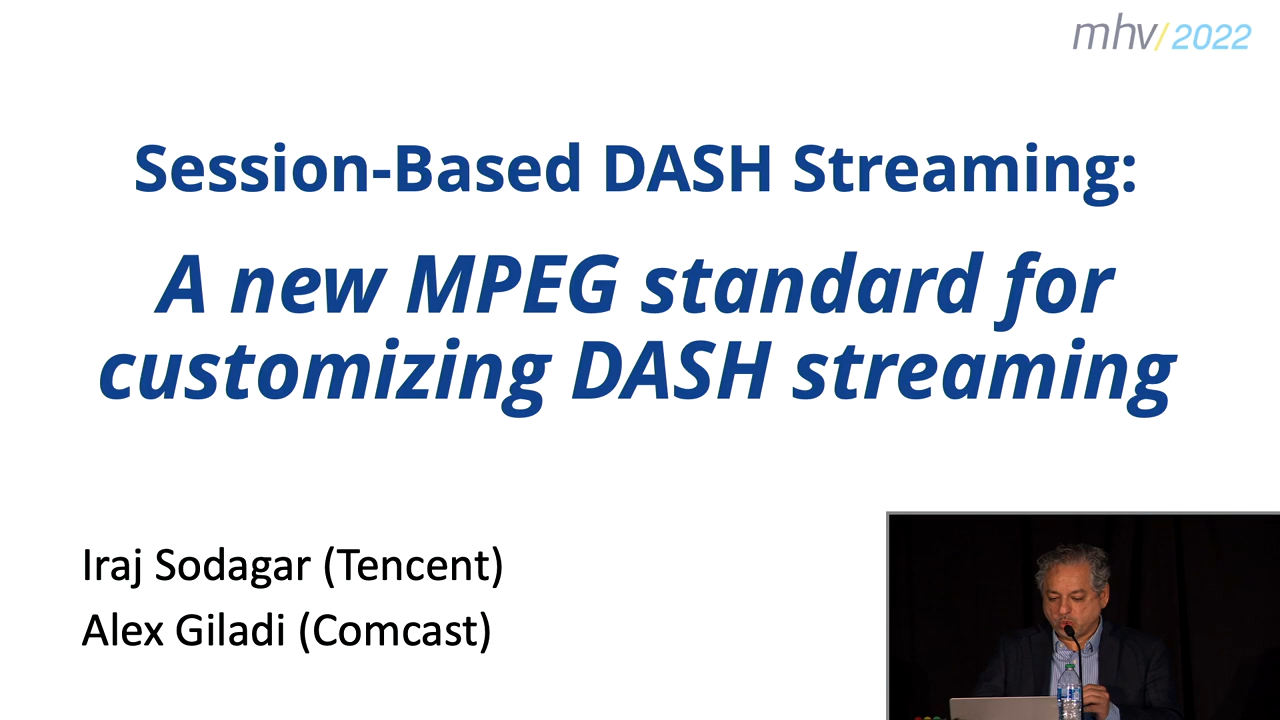 mhv/2022
Session-Based DASH Streaming:
A new MPEG standard for
customizing DASH streaming
Iraj Sodagar (Tencent)
Alex Giladi (Comcast)